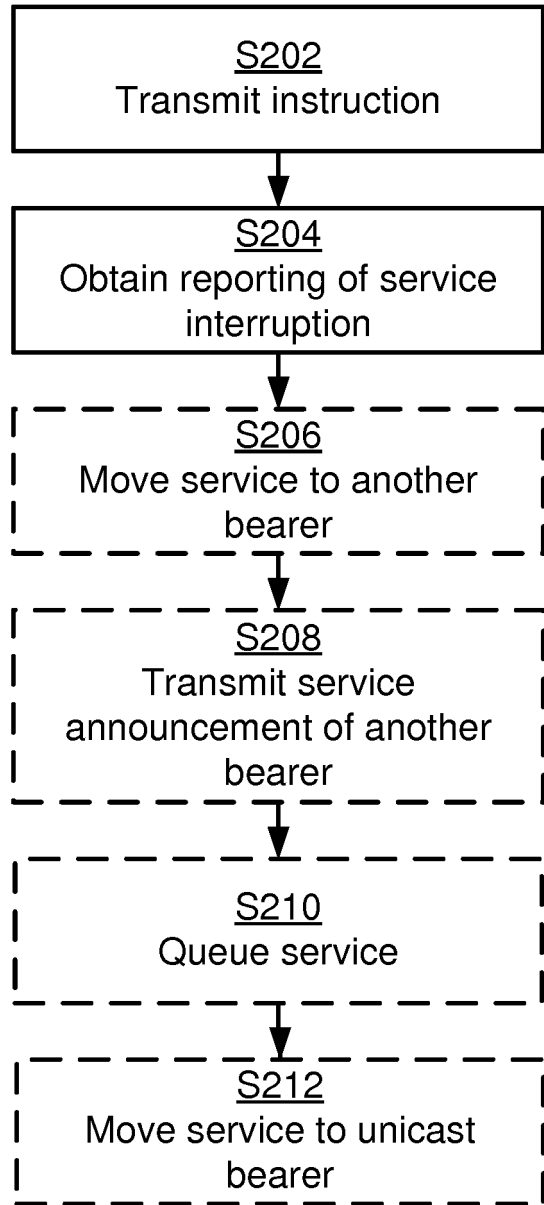 S202
Transmit instruction
S204
Obtain reporting of service
interruption
S206
Move service to another
bearer
S208
Transmit service
announcement of another
bearer
S210
Queue service
S212
Move service to unicast
bearer